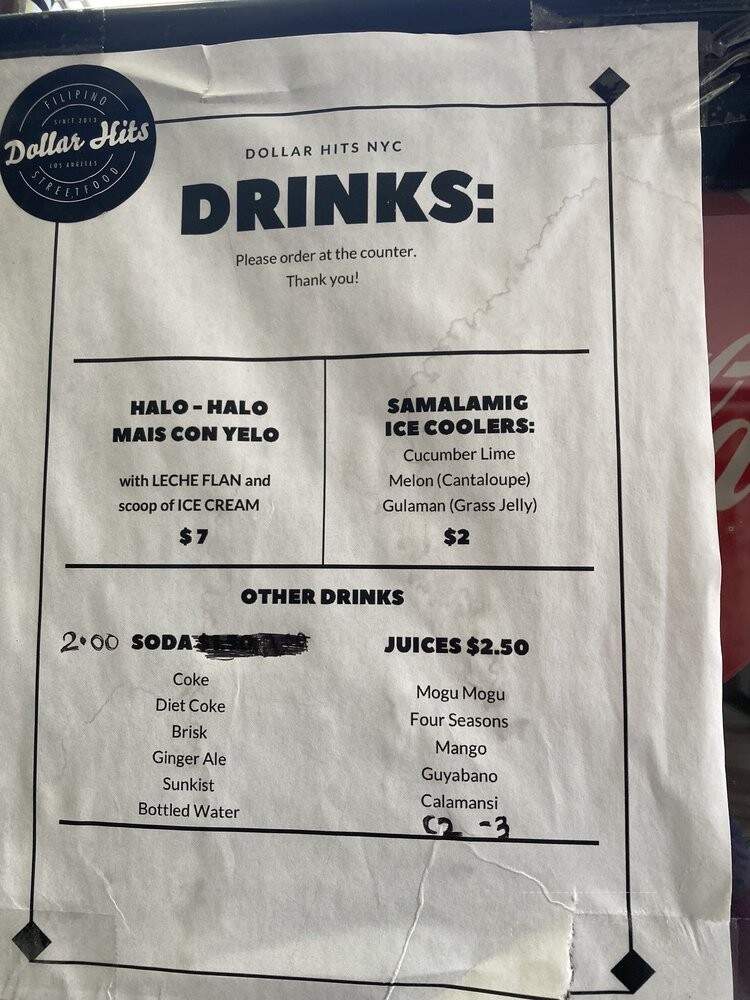 FILIPINO
SINCE 2013
Dollar Hits
LOS ANGELES
STREETFOOD
DOLLAR HITS NYC
DRINKS:
Please order at the counter.
Thank you!
HALO - HALO
MAIS CON YELO
with LECHE FLAN and
scoop of ICE CREAM
$7
SAMALAMIG
ICE COOLERS:
Cucumber Lime
Melon (Cantaloupe)
Gulaman (Grass Jelly)
$2
OTHER DRINKS
2.00 SODA
Coke
Diet Coke
Brisk
Ginger Ale
Sunkist
Bottled Water
JUICES $2.50
Mogu Mogu
Four Seasons
Mango
Guyabano
Calamansi
C2 -3